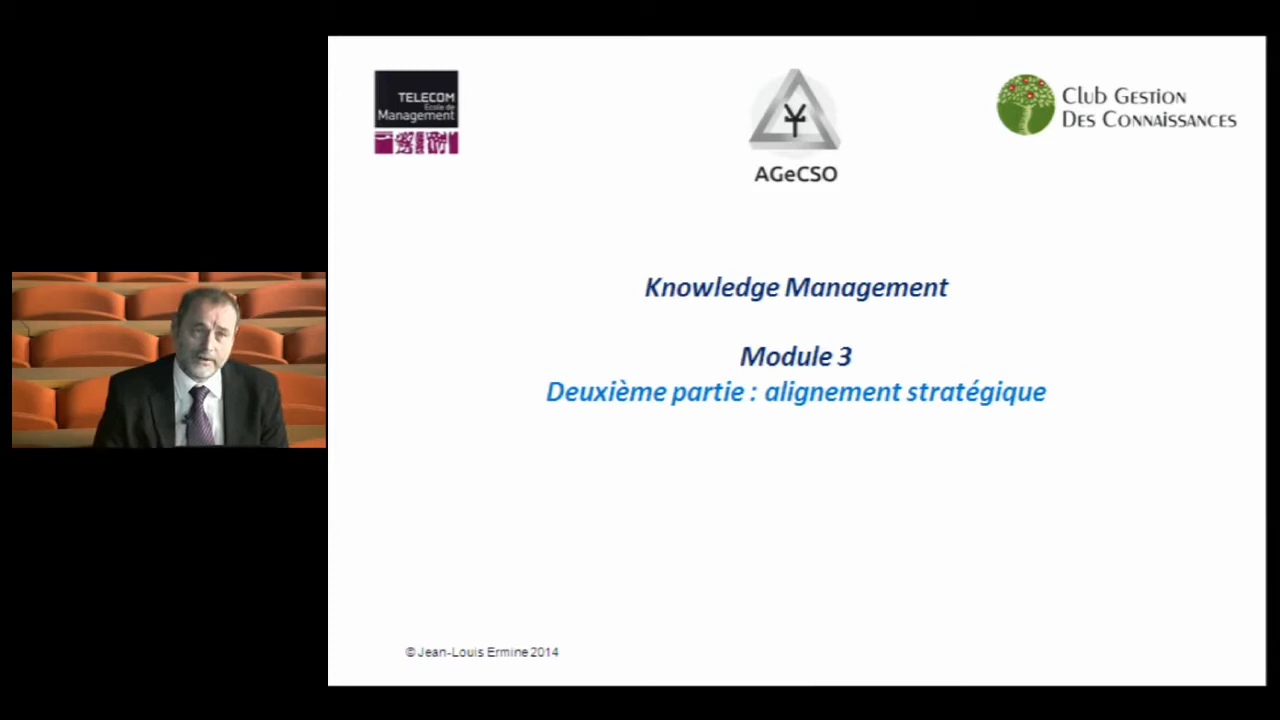 TELECOM
Ecole de
Management
AGeCSO
Club Gestion
Des Connaissances
Knowledge Management
Module 3
Deuxième partie : alignement stratégique
© Jean-Louis Ermine 2014